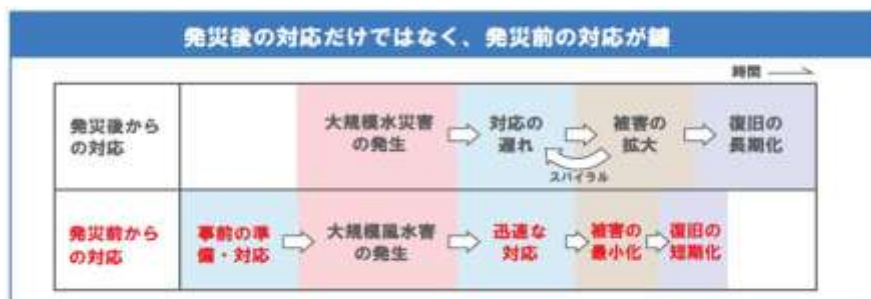 発災後の対応だけではなく、発災前の対応が鍵
時間
発災後から
の対応
大規模水災害
の発生
対応の
遅れ
被害の
拡大
復旧の
長期化
スパイラル
発災前から
の対応
事前の準
備・対応
大規模風水害
の発生
迅速な
対応
被害の
最小化
復旧の
短期化